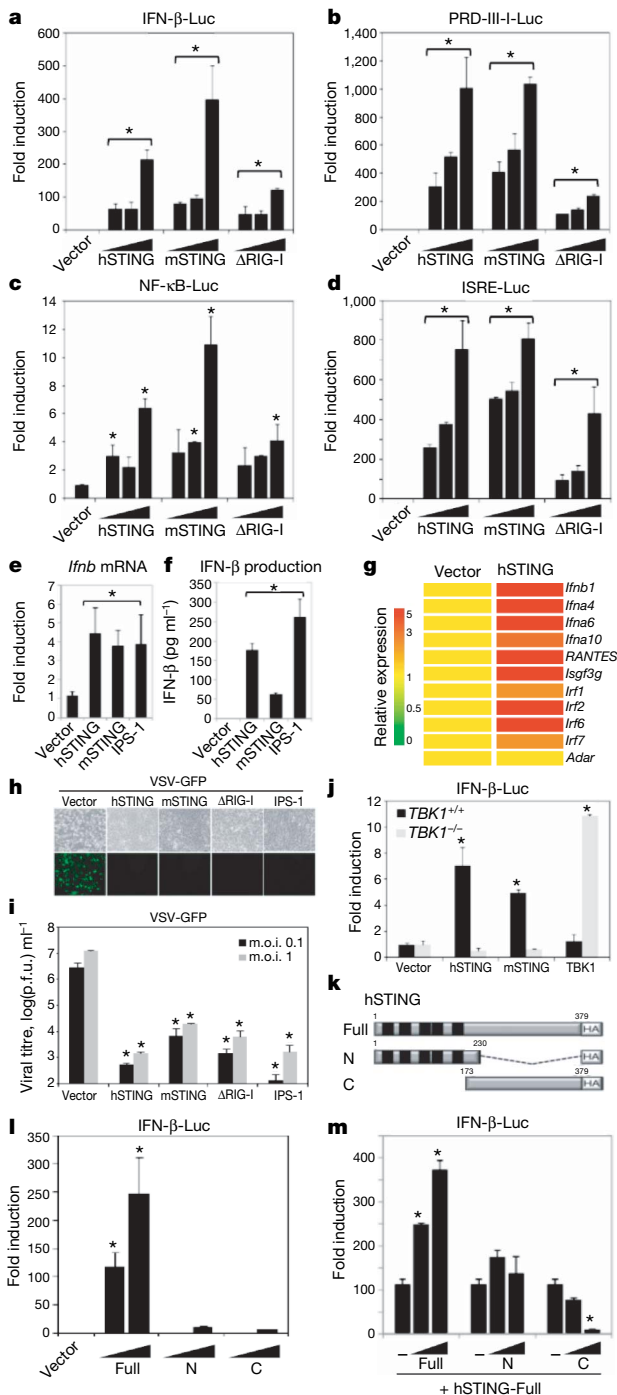 a
IFN-β-Luc
Fold induction
600
500
400
300
200
100
0
*
*
*
Vector
hSTING
mSTING
ΔRIG-I
b
PRD-III-I-Luc
Fold induction
1,400
1,200
1,000
800
600
400
200
0
*
*
*
Vector
hSTING
mSTING
ΔRIG-I
c
NF-κB-Luc
Fold induction
14
12
10
8
6
4
2
0
*
*
*
*
*
Vector
hSTING
mSTING
ΔRIG-I
d
ISRE-Luc
Fold induction
1,000
800
600
400
200
0
*
*
*
Vector
hSTING
mSTING
ΔRIG-I
e
Ifnb mRNA
Fold induction
7
6
5
4
3
2
1
0
*
Vector
hSTING
mSTING
IPS-1
f
IFN-β production
IFN-β (pg ml⁻¹)
350
300
250
200
150
100
50
0
*
Vector
hSTING
mSTING
IPS-1
g
Vector
hSTING
Relative expression
5
3
1
0.5
0
Ifnb1
Ifna4
Ifna6
Ifna10
RANTES
Isgf3g
Irf1
Irf2
Irf6
Irf7
Adar
h
VSV-GFP
Vector
hSTING
mSTING
ΔRIG-I
IPS-1
i
VSV-GFP
Viral titre, log(p.f.u.) ml⁻¹
8
7
6
5
4
3
2
m.o.i. 0.1
m.o.i. 1
*
*
*
*
*
*
*
*
Vector
hSTING
mSTING
ΔRIG-I
IPS-1
j
IFN-β-Luc
Fold induction
12
10
8
6
4
2
0
TBK1⁺/⁺
TBK1⁻/⁻
*
*
*
Vector
hSTING
mSTING
TBK1
k
hSTING
1
379
Full
HA
1
230
N
HA
173
379
C
HA
l
IFN-β-Luc
Fold induction
350
300
250
200
150
100
50
0
*
*
Vector
Full
N
C
m
IFN-β-Luc
Fold induction
400
300
200
100
0
*
*
*
–
–
–
Full
N
C
+ hSTING-Full